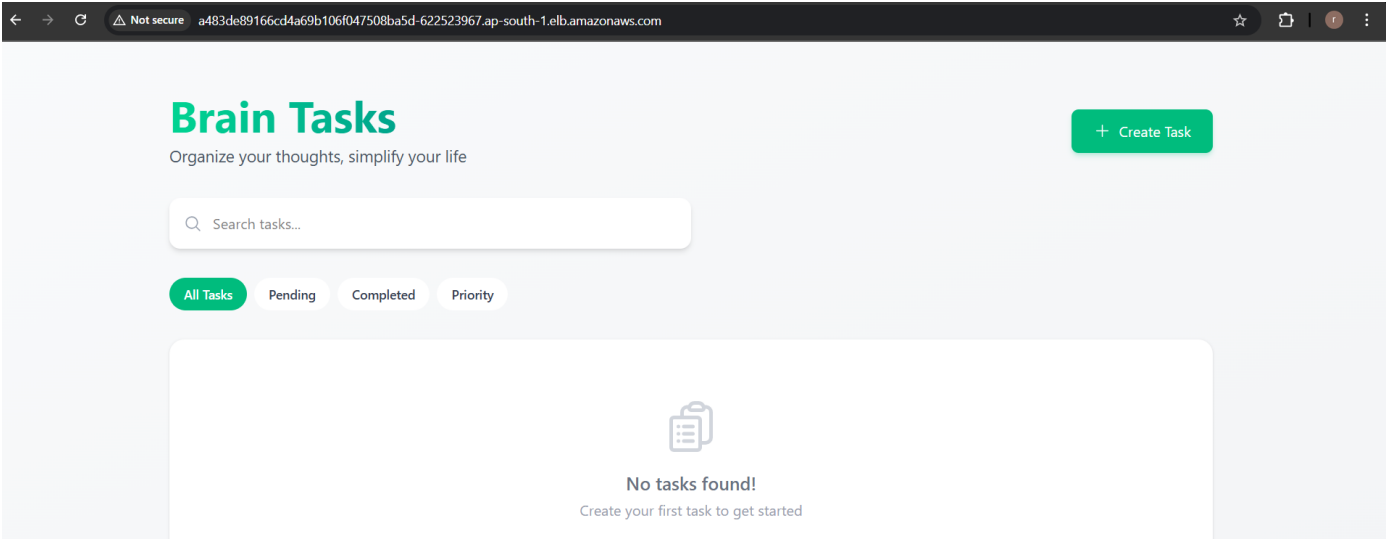 Not secure a483de89166cd4a69b106f047508ba5d-622523967.ap-south-1.elb.amazonaws.com r
Brain Tasks
Create Task
Organize your thoughts, simplify your life
Search tasks...
All Tasks Pending Completed Priority
No tasks found!
Create your first task to get started